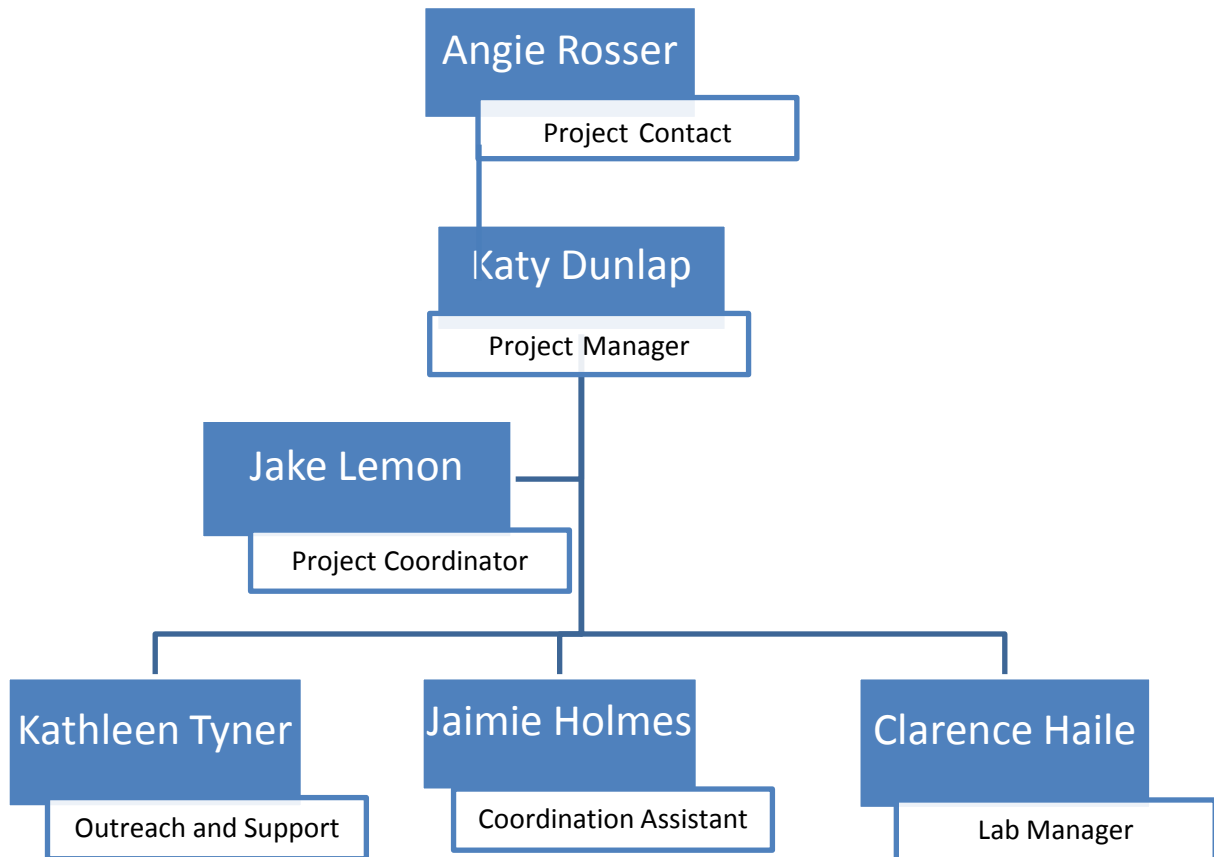 Angie Rosser
Project Contact
Katy Dunlap
Project Manager
Jake Lemon
Project Coordinator
Kathleen Tyner
Outreach and Support
Jaimie Holmes
Coordination Assistant
Clarence Haile
Lab Manager